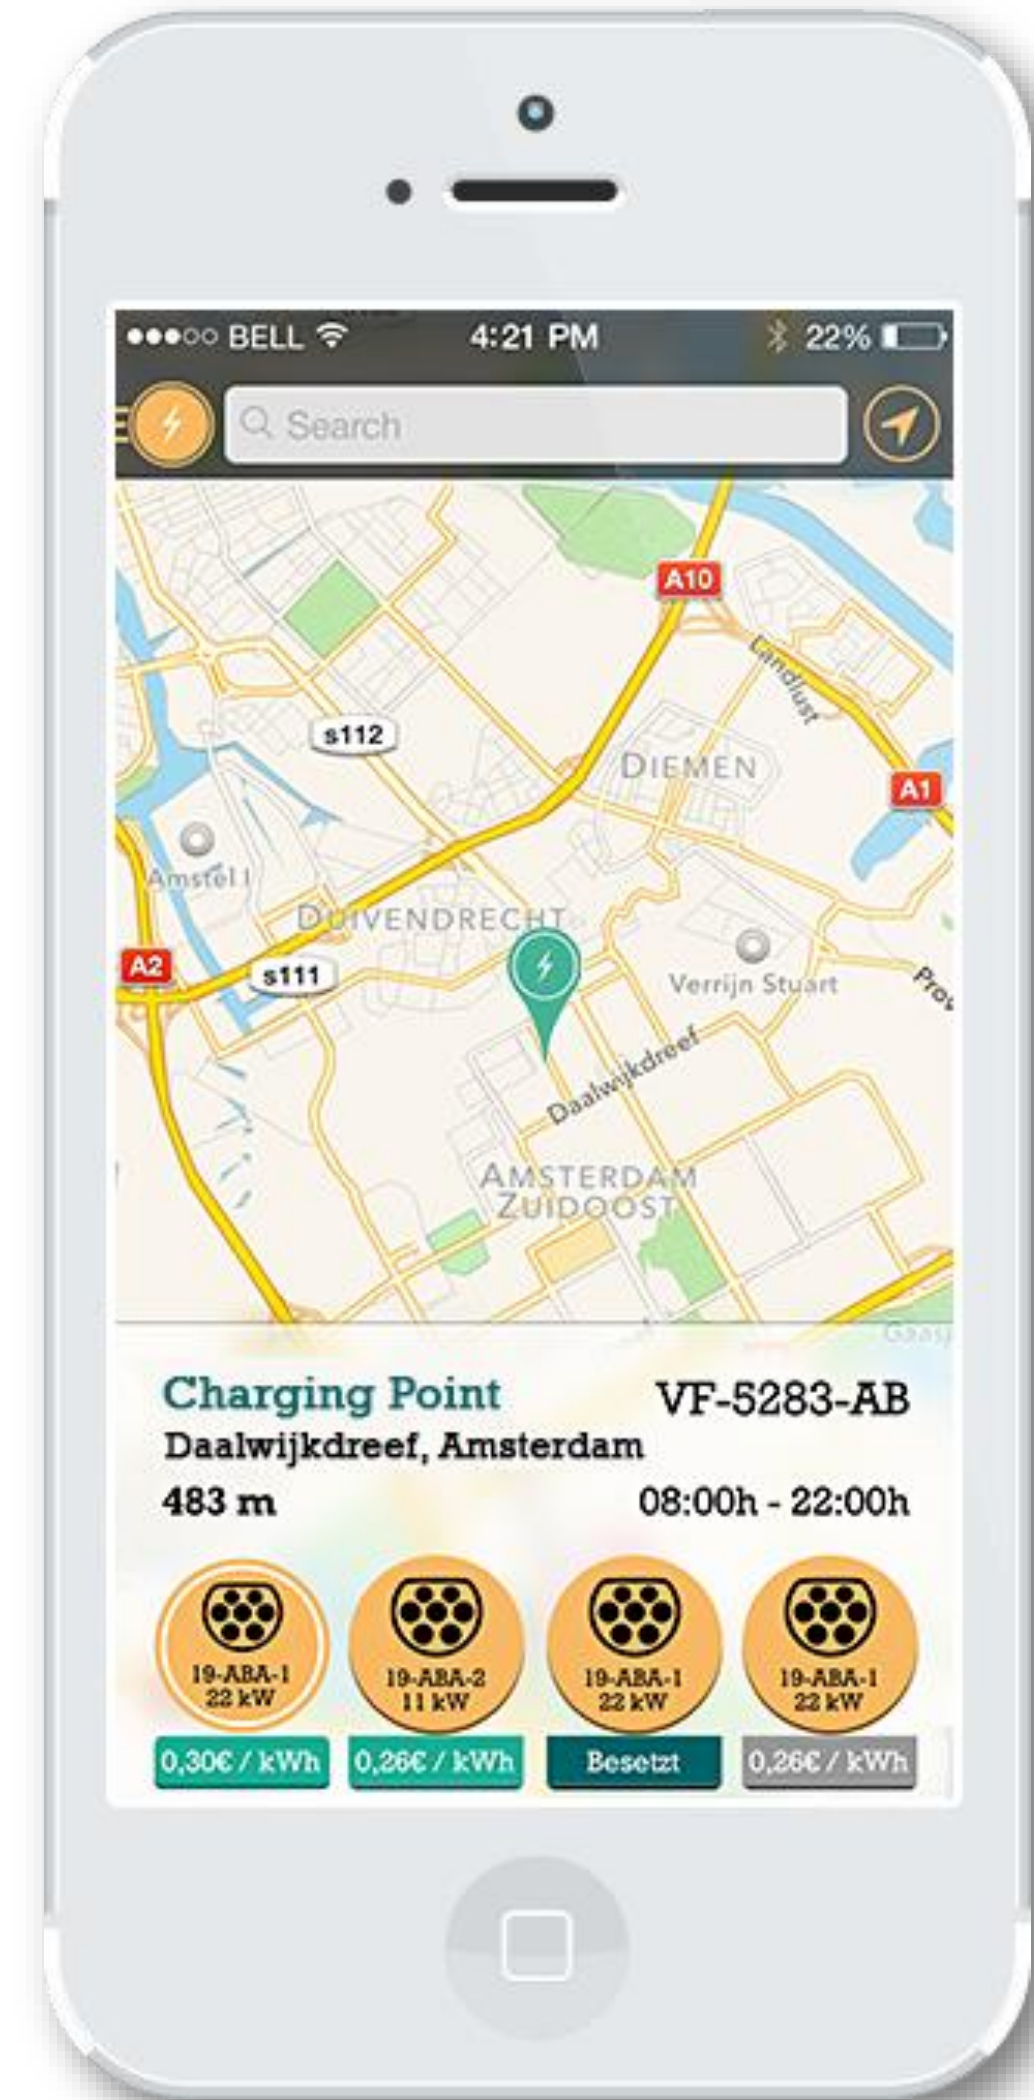 BELL 4:21 PM 22%
Search
A10
Landlust
s112
DIEMEN
A1
Amstel I
DUIVENDRECHT
A2
s111
Verrijn Stuart
Prov
Daalwijkdreef
AMSTERDAM
ZUIDOOST
Gaasp
Charging Point VF-5283-AB
Daalwijkdreef, Amsterdam
483 m 08:00h - 22:00h
19-ABA-1 19-ABA-2 19-ABA-1 19-ABA-1
22 kW 11 kW 22 kW 22 kW
0,30€ / kWh 0,26€ / kWh Besetzt 0,26€ / kWh